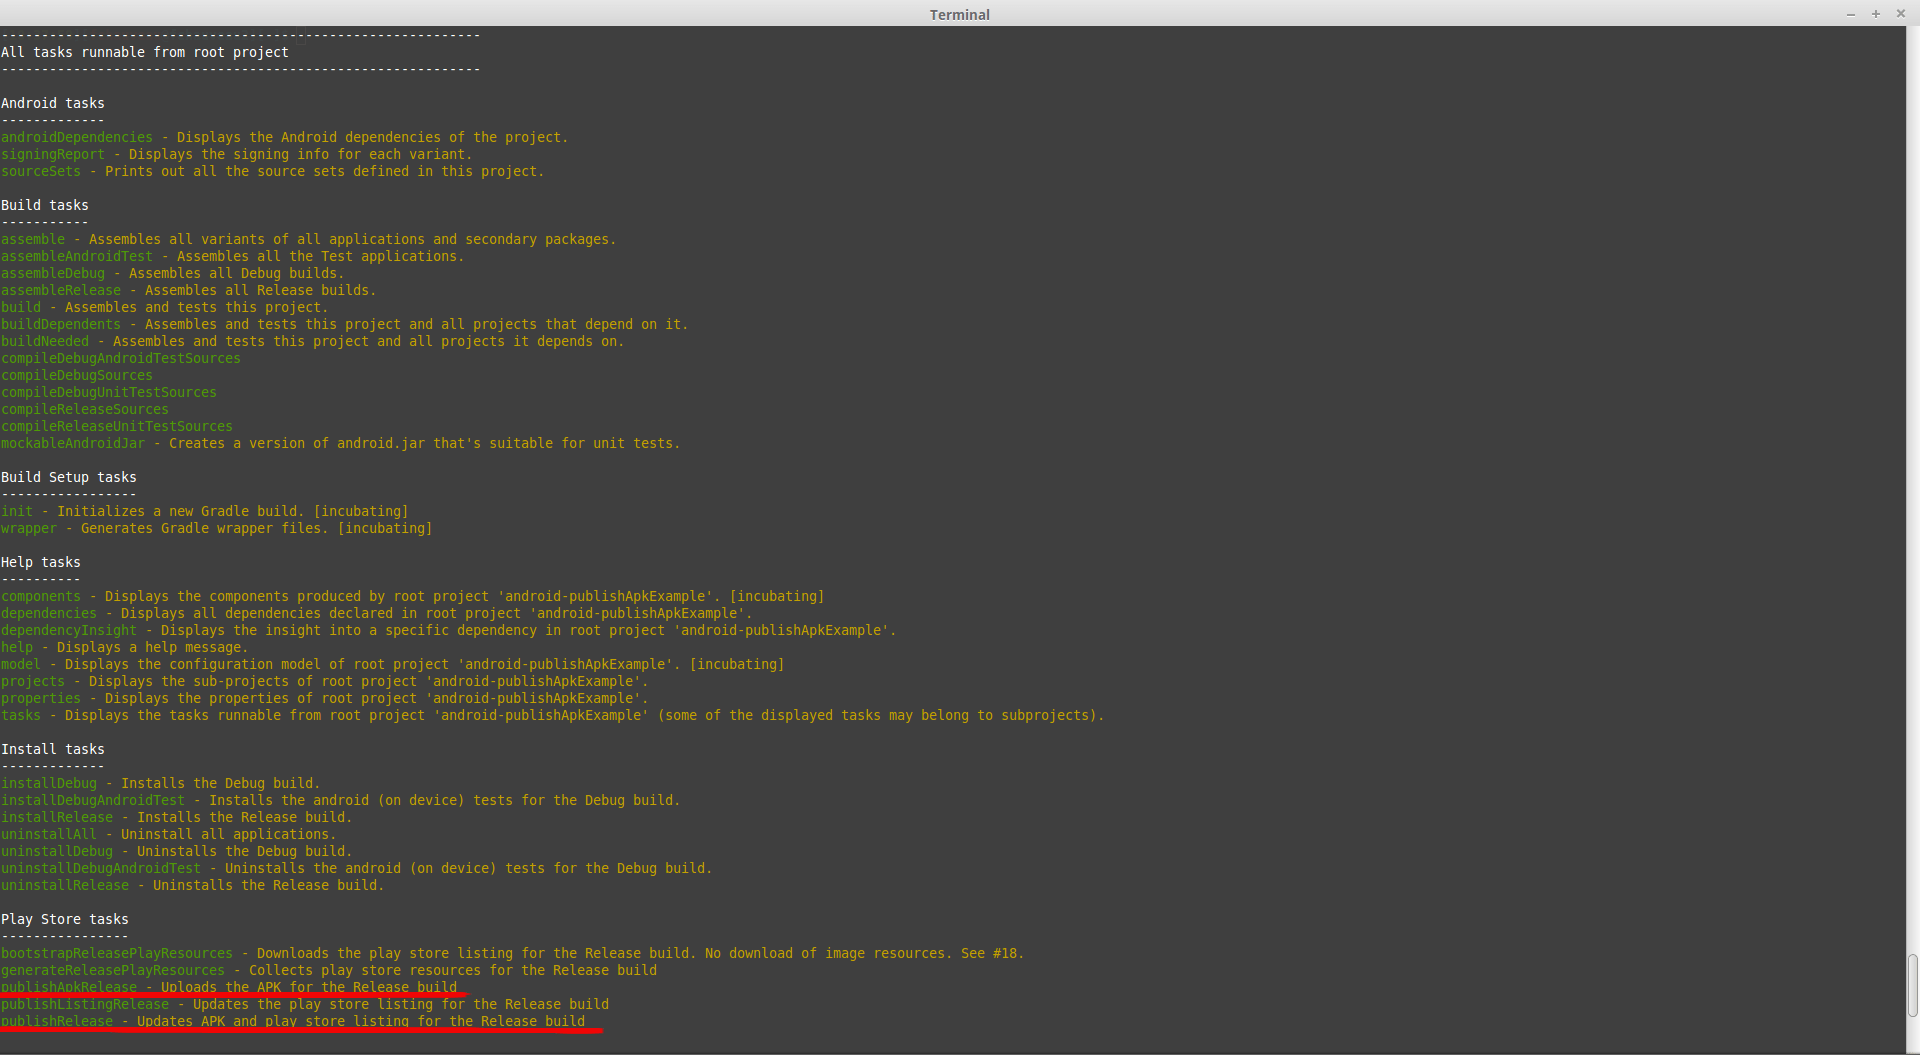 Terminal
------------------------------------------------------------
All tasks runnable from root project
------------------------------------------------------------
Android tasks
-------------
androidDependencies - Displays the Android dependencies of the project.
signingReport - Displays the signing info for each variant.
sourceSets - Prints out all the source sets defined in this project.
Build tasks
-----------
assemble - Assembles all variants of all applications and secondary packages.
assembleAndroidTest - Assembles all the Test applications.
assembleDebug - Assembles all Debug builds.
assembleRelease - Assembles all Release builds.
build - Assembles and tests this project.
buildDependents - Assembles and tests this project and all projects that depend on it.
buildNeeded - Assembles and tests this project and all projects it depends on.
compileDebugAndroidTestSources
compileDebugSources
compileDebugUnitTestSources
compileReleaseSources
compileReleaseUnitTestSources
mockableAndroidJar - Creates a version of android.jar that's suitable for unit tests.
Build Setup tasks
-----------------
init - Initializes a new Gradle build. [incubating]
wrapper - Generates Gradle wrapper files. [incubating]
Help tasks
----------
components - Displays the components produced by root project 'android-publishApkExample'. [incubating]
dependencies - Displays all dependencies declared in root project 'android-publishApkExample'.
dependencyInsight - Displays the insight into a specific dependency in root project 'android-publishApkExample'.
help - Displays a help message.
model - Displays the configuration model of root project 'android-publishApkExample'. [incubating]
projects - Displays the sub-projects of root project 'android-publishApkExample'.
properties - Displays the properties of root project 'android-publishApkExample'.
tasks - Displays the tasks runnable from root project 'android-publishApkExample' (some of the displayed tasks may belong to subprojects).
Install tasks
-------------
installDebug - Installs the Debug build.
installDebugAndroidTest - Installs the android (on device) tests for the Debug build.
installRelease - Installs the Release build.
uninstallAll - Uninstall all applications.
uninstallDebug - Uninstalls the Debug build.
uninstallDebugAndroidTest - Uninstalls the android (on device) tests for the Debug build.
uninstallRelease - Uninstalls the Release build.
Play Store tasks
----------------
bootstrapReleasePlayResources - Downloads the play store listing for the Release build. No download of image resources. See #18.
generateReleasePlayResources - Collects play store resources for the Release build
publishApkRelease - Uploads the APK for the Release build
publishListingRelease - Updates the play store listing for the Release build
publishRelease - Updates APK and play store listing for the Release build